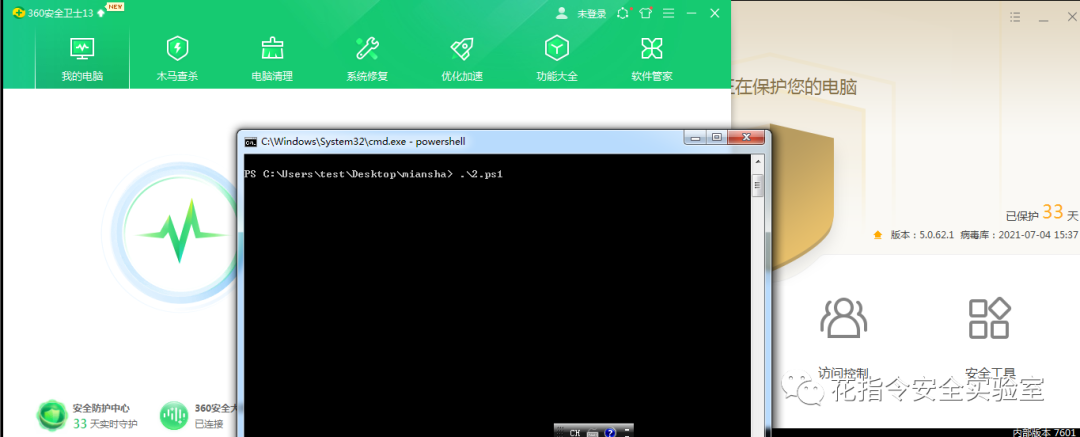 360安全卫士13 NEW
未登录
我的电脑 木马查杀 电脑清理 系统修复 优化加速 功能大全 软件管家
正在保护您的电脑
C:\Windows\System32\cmd.exe - powershell
PS C:\Users\test\Desktop\miansha> .\2.ps1
已保护 33 天
版本：5.0.62.1 病毒库：2021-07-04 15:37
访问控制 安全工具
花指令安全实验室
安全防护中心
33 天实时守护
360安全大
已连接
CH
内部版本 7601